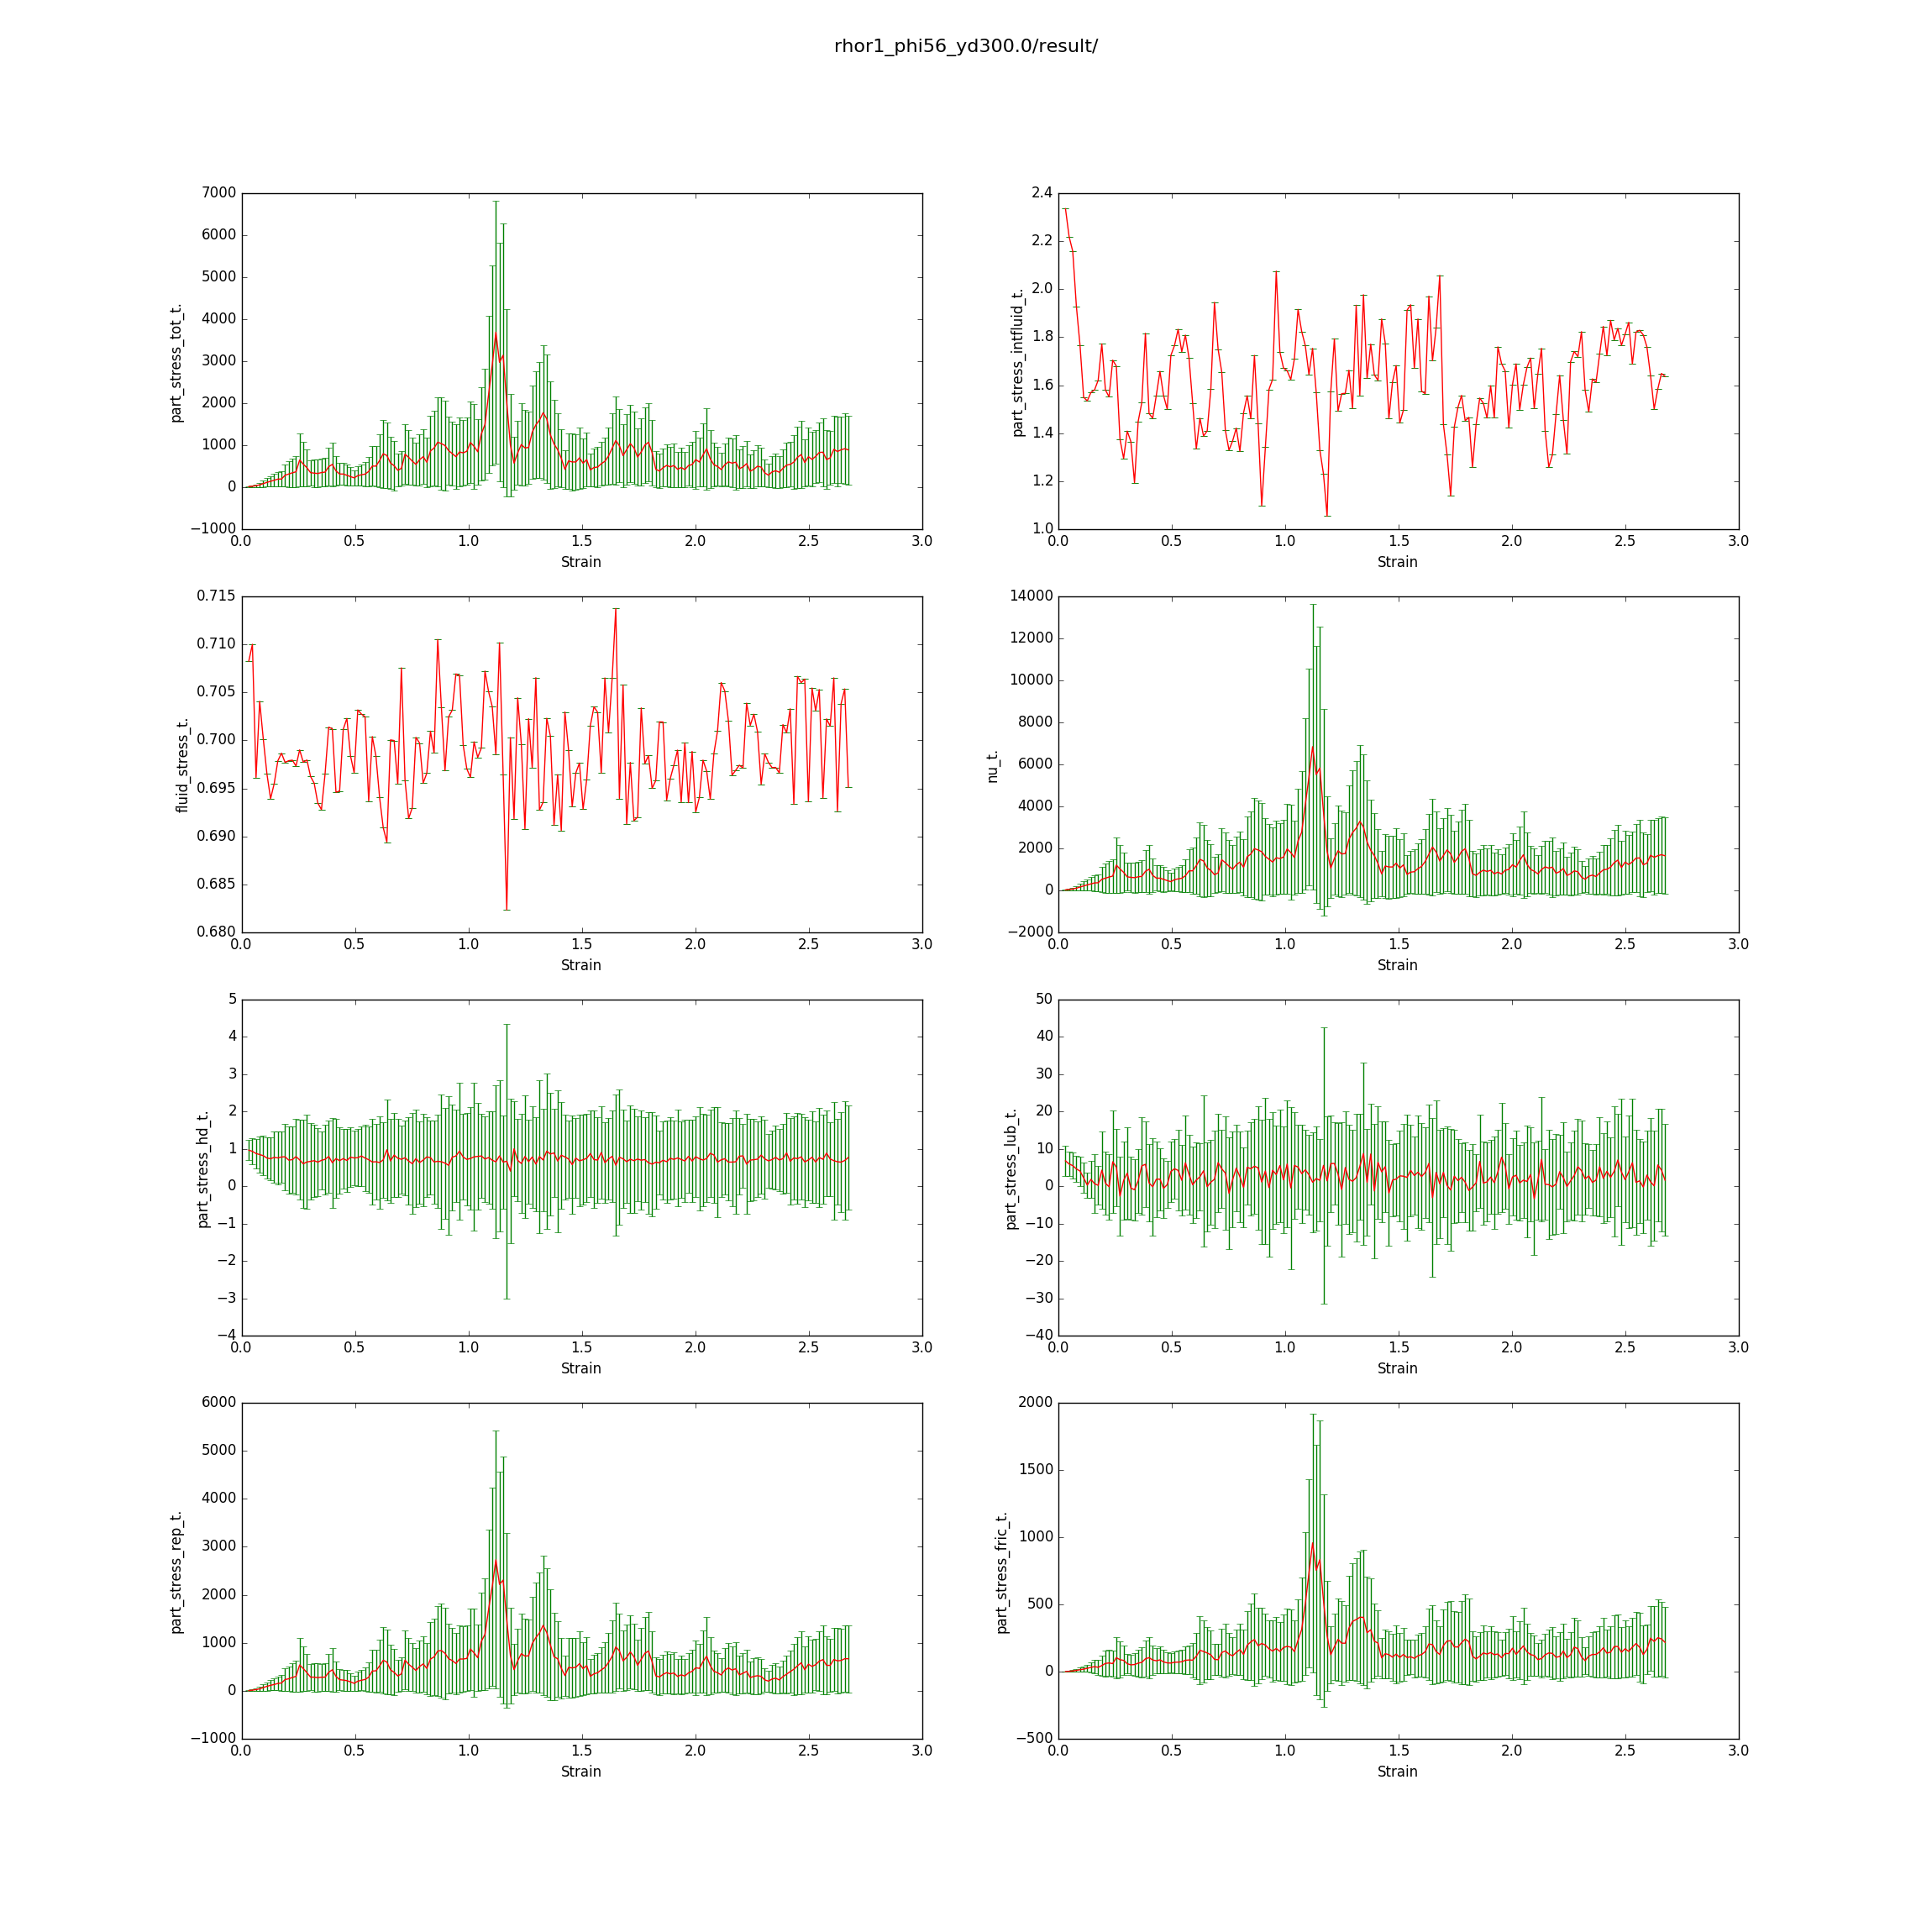 rhor1_phi56_yd300.0/result/
7000
6000
5000
4000
3000
2000
1000
0
−1000
part_stress_tot_t.
0.0 0.5 1.0 1.5 2.0 2.5 3.0
Strain
2.4
2.2
2.0
1.8
1.6
1.4
1.2
1.0
part_stress_intfluid_t.
0.0 0.5 1.0 1.5 2.0 2.5 3.0
Strain
0.715
0.710
0.705
0.700
0.695
0.690
0.685
0.680
fluid_stress_t.
0.0 0.5 1.0 1.5 2.0 2.5 3.0
Strain
14000
12000
10000
8000
6000
4000
2000
0
−2000
nu_t.
0.0 0.5 1.0 1.5 2.0 2.5 3.0
Strain
5
4
3
2
1
0
−1
−2
−3
−4
part_stress_hd_t.
0.0 0.5 1.0 1.5 2.0 2.5 3.0
Strain
50
40
30
20
10
0
−10
−20
−30
−40
part_stress_lub_t.
0.0 0.5 1.0 1.5 2.0 2.5 3.0
Strain
6000
5000
4000
3000
2000
1000
0
−1000
part_stress_rep_t.
0.0 0.5 1.0 1.5 2.0 2.5 3.0
Strain
2000
1500
1000
500
0
−500
part_stress_fric_t.
0.0 0.5 1.0 1.5 2.0 2.5 3.0
Strain